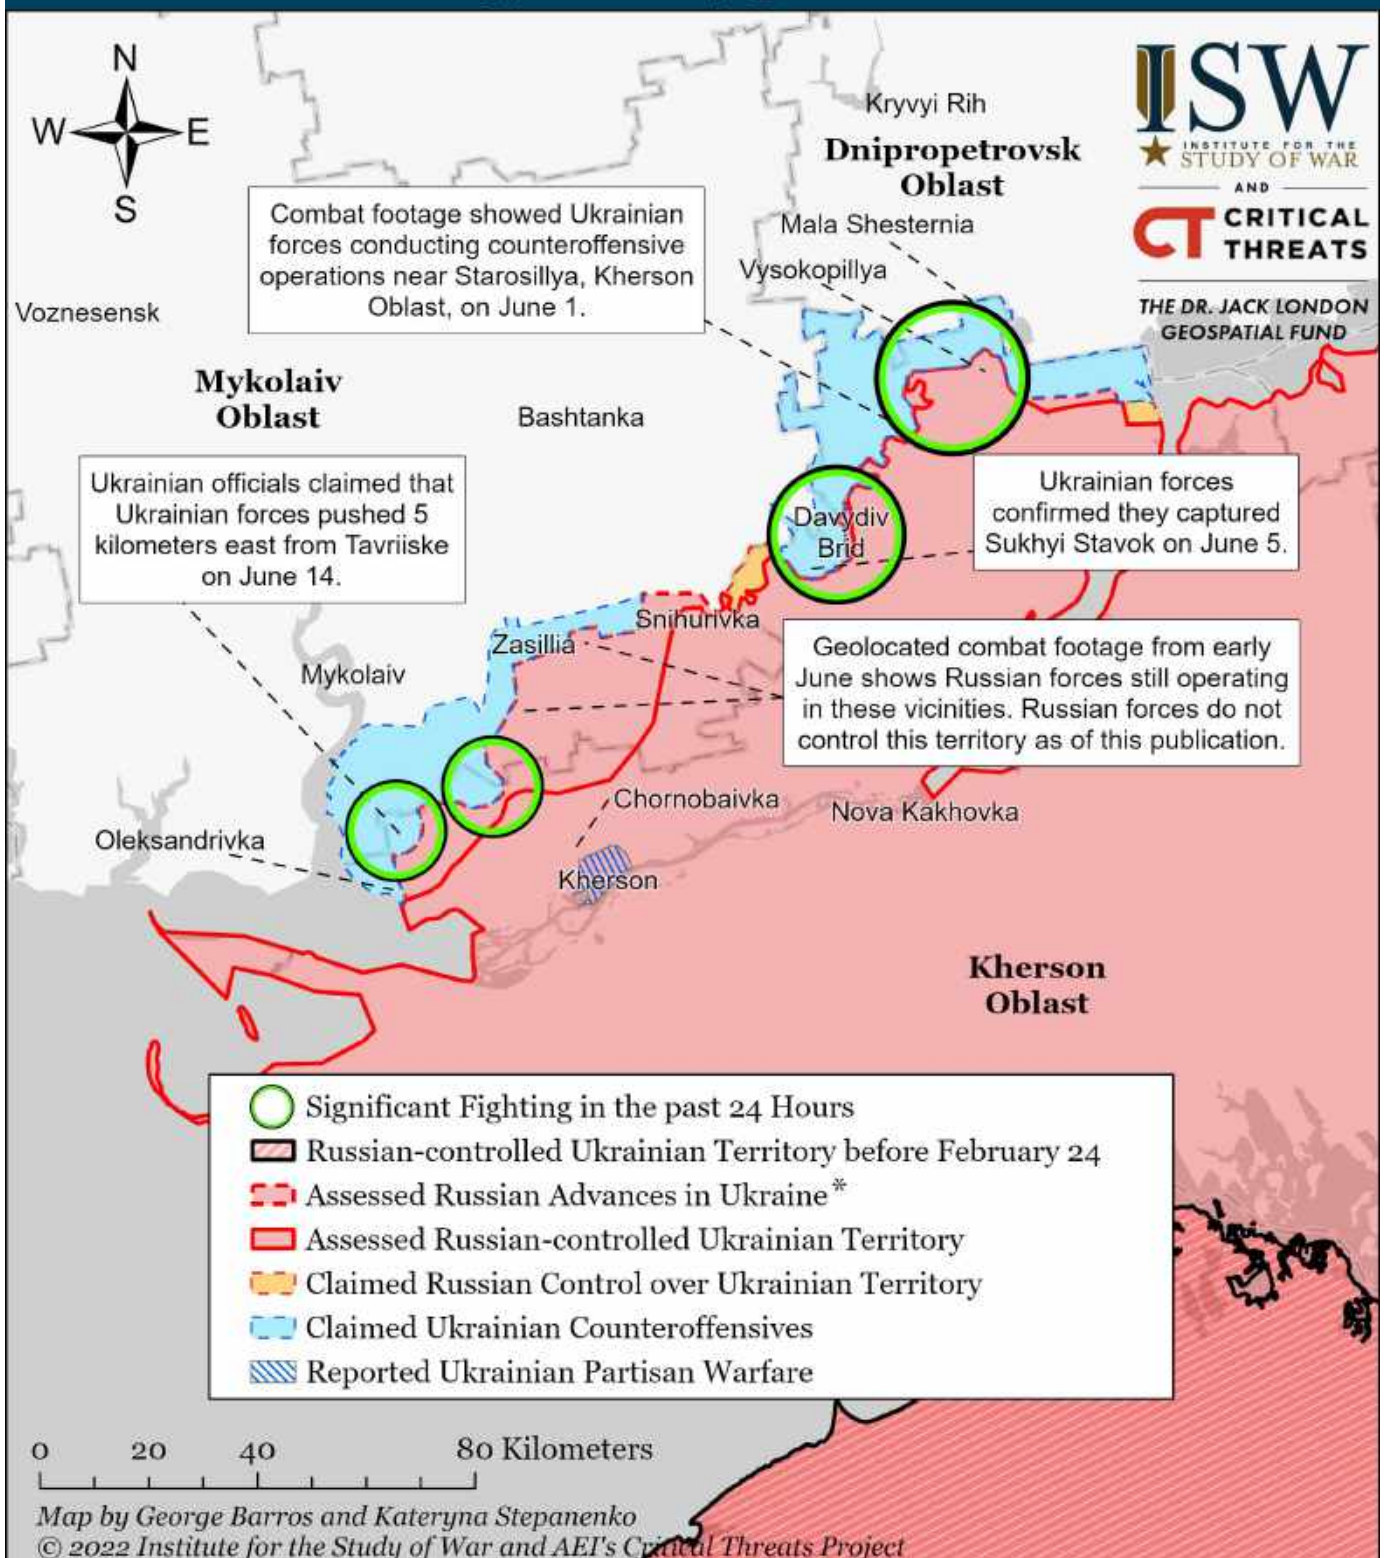 N
W E
S
ISW
INSTITUTE FOR THE
STUDY OF WAR
AND
CT CRITICAL
THREATS
THE DR. JACK LONDON
GEOSPATIAL FUND
Kryvyi Rih
Dnipropetrovsk
Oblast
Mala Shesternia
Vysokopillya
Combat footage showed Ukrainian
forces conducting counteroffensive
operations near Starosillya, Kherson
Oblast, on June 1.
Voznesensk
Mykolaiv
Oblast
Bashtanka
Ukrainian officials claimed that
Ukrainian forces pushed 5
kilometers east from Tavriiske
on June 14.
Davydiv
Brid
Ukrainian forces
confirmed they captured
Sukhyi Stavok on June 5.
Snihurivka
Zasillia
Mykolaiv
Geolocated combat footage from early
June shows Russian forces still operating
in these vicinities. Russian forces do not
control this territory as of this publication.
Chornobaivka
Nova Kakhovka
Oleksandrivka
Kherson
Kherson
Oblast
Significant Fighting in the past 24 Hours
Russian-controlled Ukrainian Territory before February 24
Assessed Russian Advances in Ukraine*
Assessed Russian-controlled Ukrainian Territory
Claimed Russian Control over Ukrainian Territory
Claimed Ukrainian Counteroffensives
Reported Ukrainian Partisan Warfare
0 20 40 80 Kilometers
Map by George Barros and Kateryna Stepanenko
© 2022 Institute for the Study of War and AEI's Critical Threats Project